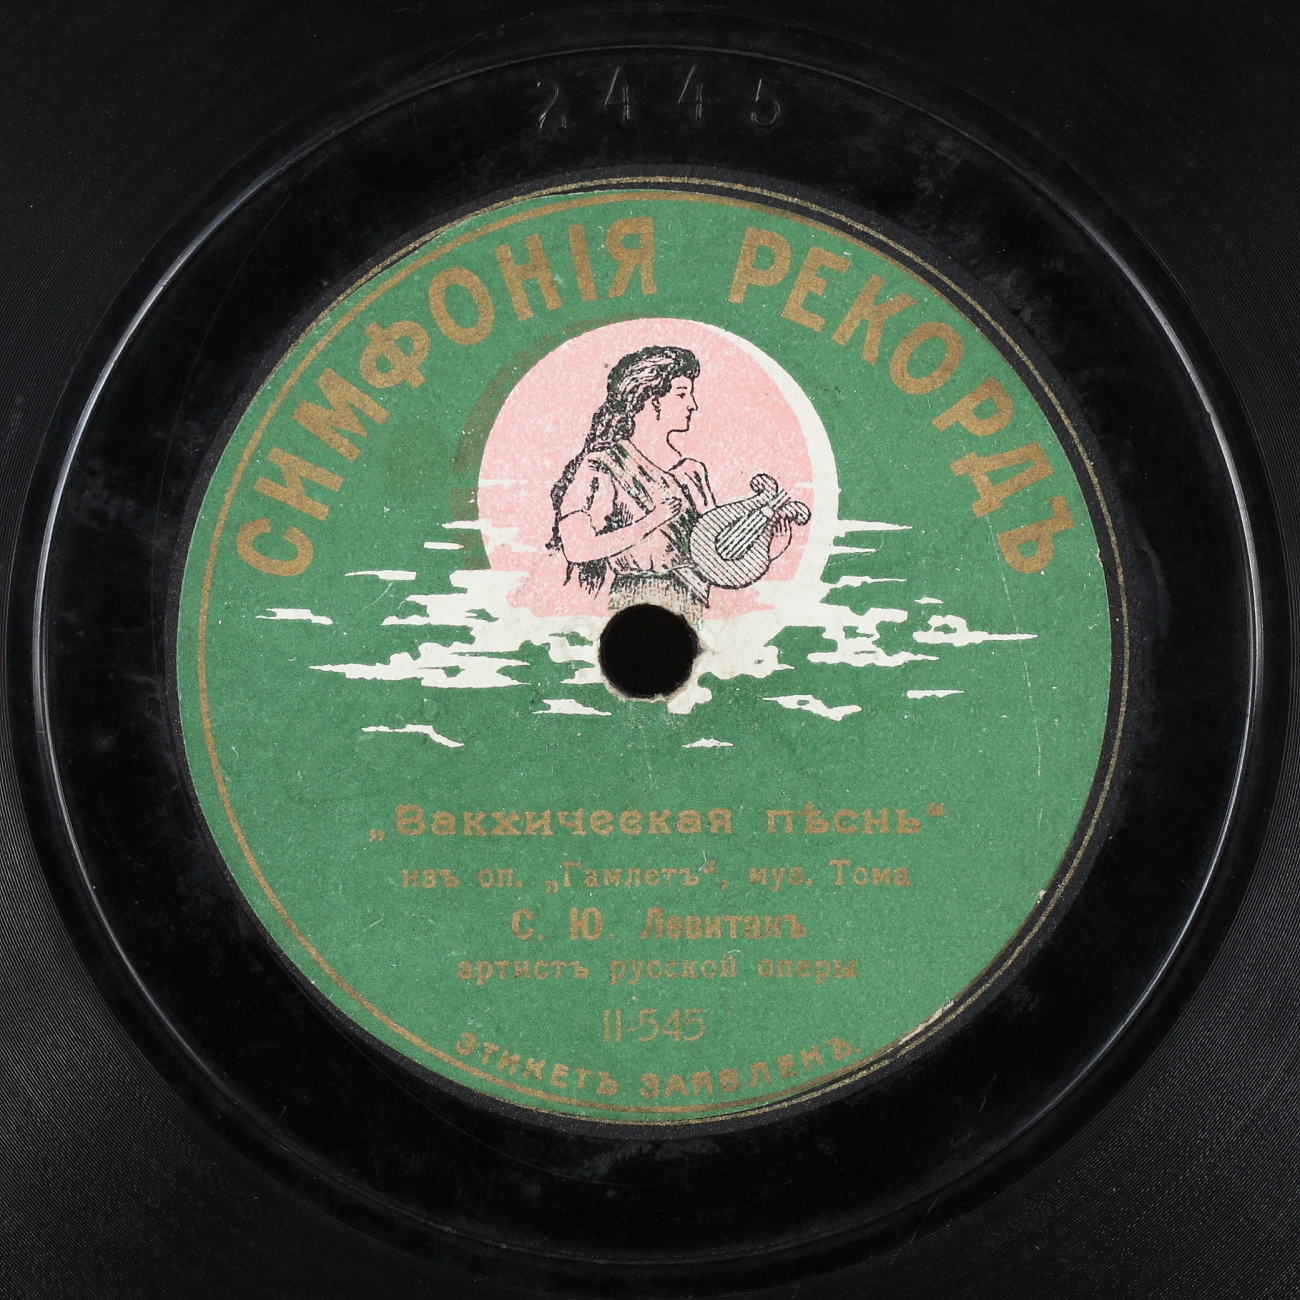 2445
СИМФОНІЯ РЕКОРДЪ
„Вакхическая пѣснь“
изъ оп. „Гамлетъ“, муз. Тома
С. Ю. Левитанъ
артистъ русской оперы
II-545
ЭТИКЕТЪ ЗАЯВЛЕНЪ.